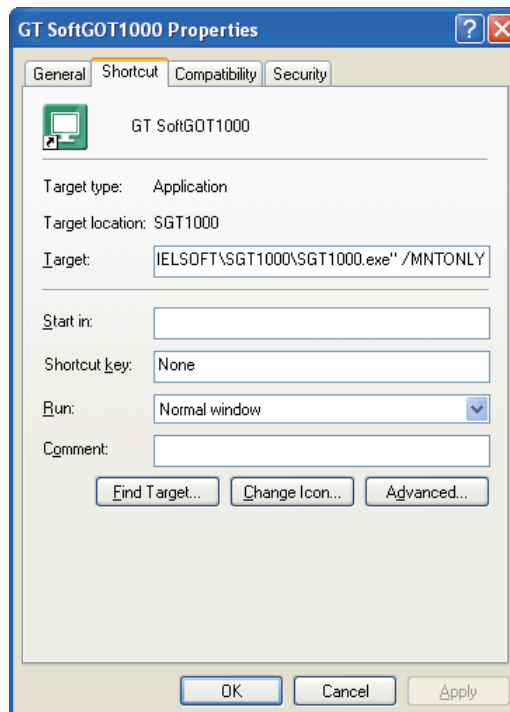 GT SoftGOT1000 Properties
General Shortcut Compatibility Security
GT SoftGOT1000
Target type: Application
Target location: SGT1000
Target: IELSOFT\SGT1000\SGT1000.exe" /MNTONLY
Start in:
Shortcut key: None
Run: Normal window
Comment:
Find Target... Change Icon... Advanced...
OK Cancel Apply